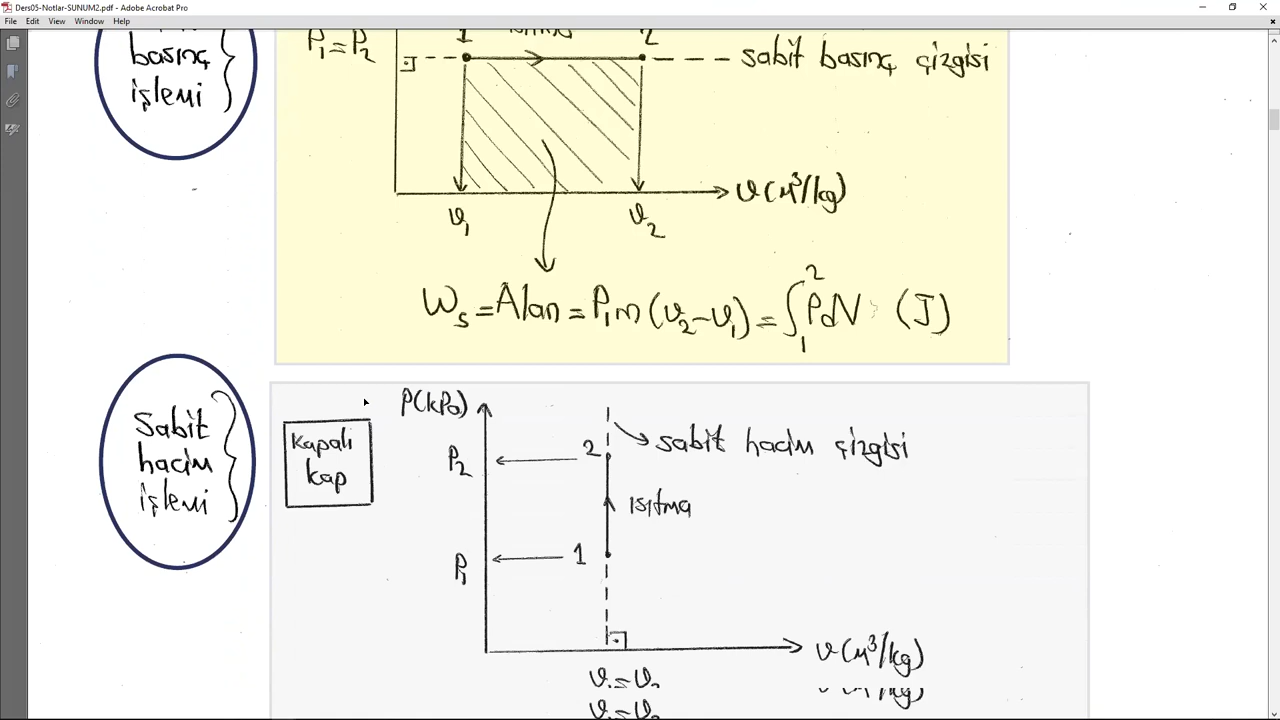 Ders05-Notlar-SUNUM2.pdf - Adobe Acrobat Pro
File Edit View Window Help
basınç
işlemi
P₁=P₂
1
2
sabit basınç çizgisi
v(m³/kg)
v₁
v₂
Wₛ=Alan=P₁m(v₂-v₁)=∫₁²PdV (J)
Sabit
hacim
işlemi
Kapalı
kap
P(kPa)
P₂
2
sabit hacim çizgisi
ısıtma
P₁
1
v(m³/kg)
v₁=v₂